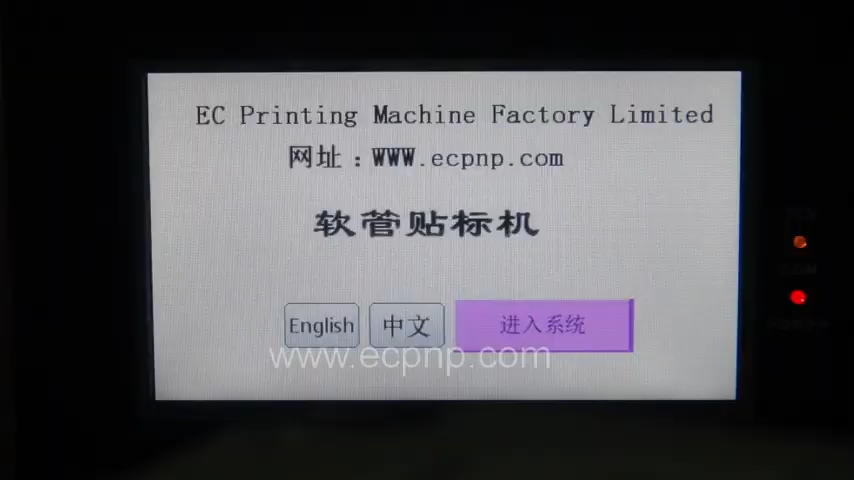 EC Printing Machine Factory Limited
网址：WWW.ecpnp.com
软管贴标机
English 中文 进入系统
www.ecpnp.com